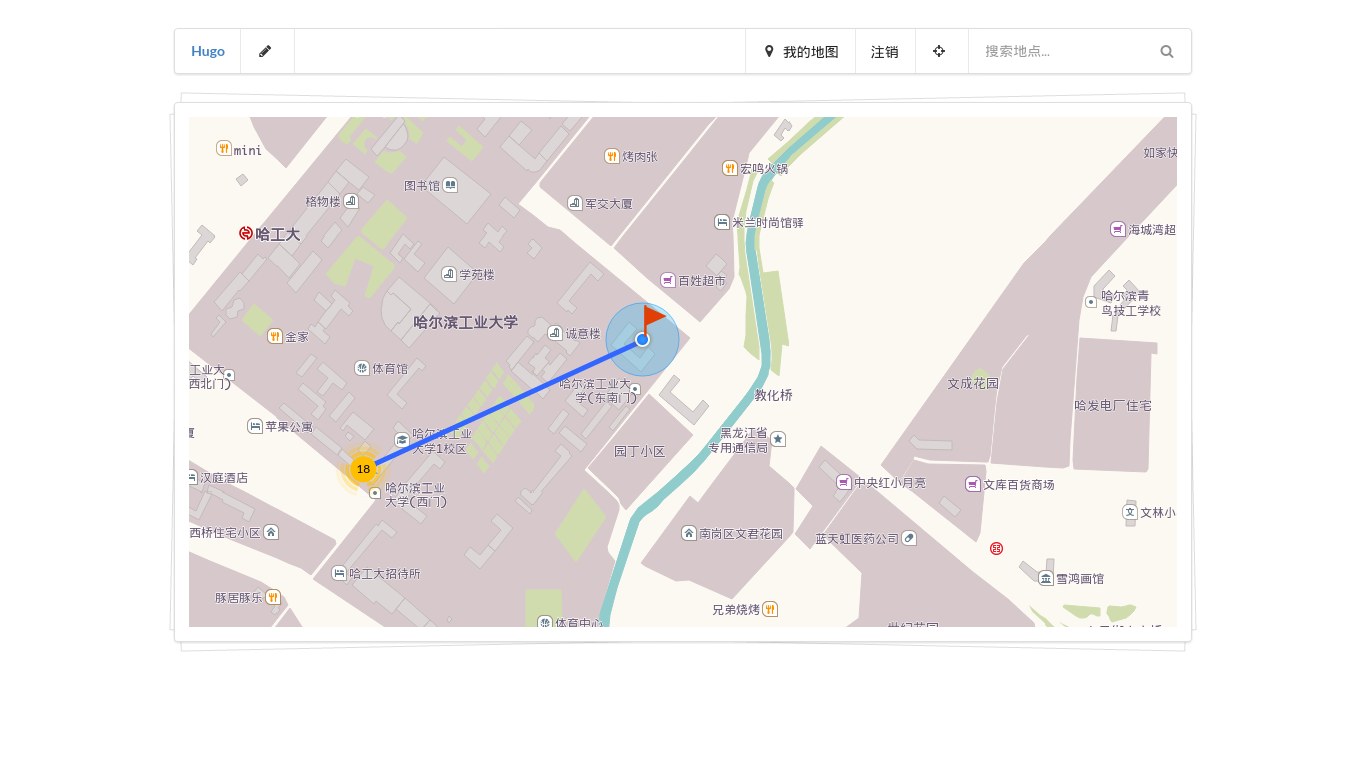 Hugo
我的地图
注销
搜索地点...
mini
烤肉张
如家快
宏鸣火锅
图书馆
格物楼
军交大厦
米兰时尚馆驿
海城湾超
哈工大
学苑楼
百姓超市
哈尔滨青
鸟技工学校
哈尔滨工业大学
诚意楼
金家
体育馆
工业大
西北门)
哈尔滨工业大
学(东南门)
文成花园
教化桥
哈发电厂住宅
苹果公寓
厦
哈尔滨工业
大学1校区
黑龙江省
专用通信局
园丁小区
18
汉庭酒店
哈尔滨工业
大学(西门)
中央红小月亮
文库百货商场
文
文林小
西桥住宅小区
南岗区文君花园
蓝天虹医药公司
哈工大招待所
雪鸿画馆
豚居豚乐
兄弟烧烤
体育中心
世纪花园